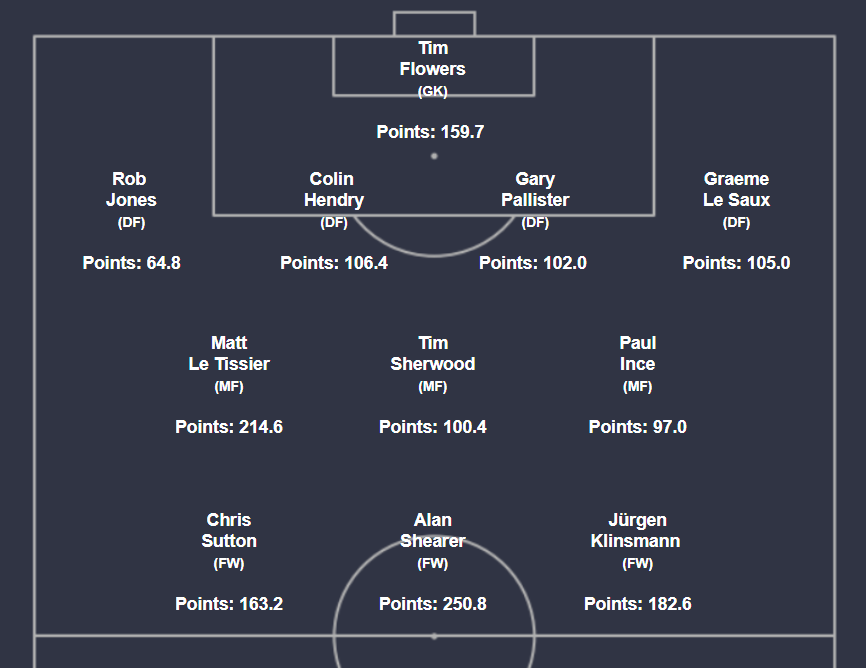 Tim
Flowers
(GK)
Points: 159.7
Rob
Jones
(DF)
Points: 64.8
Colin
Hendry
(DF)
Points: 106.4
Gary
Pallister
(DF)
Points: 102.0
Graeme
Le Saux
(DF)
Points: 105.0
Matt
Le Tissier
(MF)
Points: 214.6
Tim
Sherwood
(MF)
Points: 100.4
Paul
Ince
(MF)
Points: 97.0
Chris
Sutton
(FW)
Points: 163.2
Alan
Shearer
(FW)
Points: 250.8
Jürgen
Klinsmann
(FW)
Points: 182.6